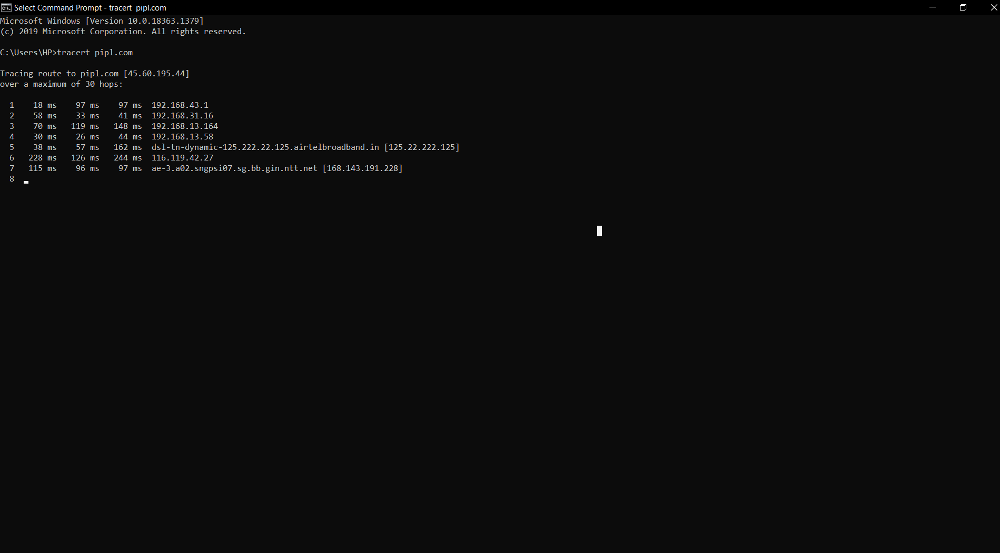 Select Command Prompt - tracert  pipl.com
Microsoft Windows [Version 10.0.18363.1379]
(c) 2019 Microsoft Corporation. All rights reserved.
C:\Users\HP>tracert pipl.com
Tracing route to pipl.com [45.60.195.44]
over a maximum of 30 hops:
  1    18 ms    97 ms    97 ms  192.168.43.1
  2    58 ms    33 ms    41 ms  192.168.31.16
  3    70 ms   119 ms   148 ms  192.168.13.164
  4    30 ms    26 ms    44 ms  192.168.13.58
  5    38 ms    57 ms   162 ms  dsl-tn-dynamic-125.222.22.125.airtelbroadband.in [125.22.222.125]
  6   228 ms   126 ms   244 ms  116.119.42.27
  7   115 ms    96 ms    97 ms  ae-3.a02.sngpsi07.sg.bb.gin.ntt.net [168.143.191.228]
  8